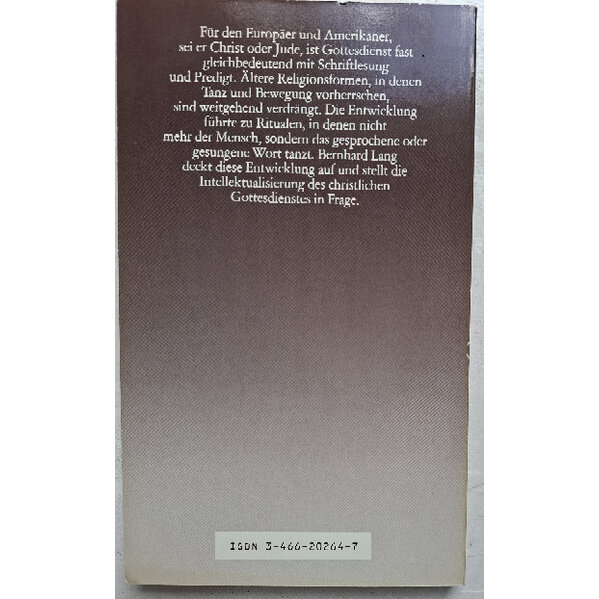 Für den Europäer und Amerikaner,
sei er Christ oder Jude, ist Gottesdienst fast
gleichbedeutend mit Schriftlesung
und Predigt. Ältere Religionsformen, in denen
Tanz und Bewegung vorherrschen,
sind weitgehend verdrängt. Die Entwicklung
führte zu Ritualen, in denen nicht
mehr der Mensch, sondern das gesprochene oder
gesungene Wort tanzt. Bernhard Lang
deckt diese Entwicklung auf und stellt die
Intellektualisierung des christlichen
Gottesdienstes in Frage.
ISBN 3-466-20264-7